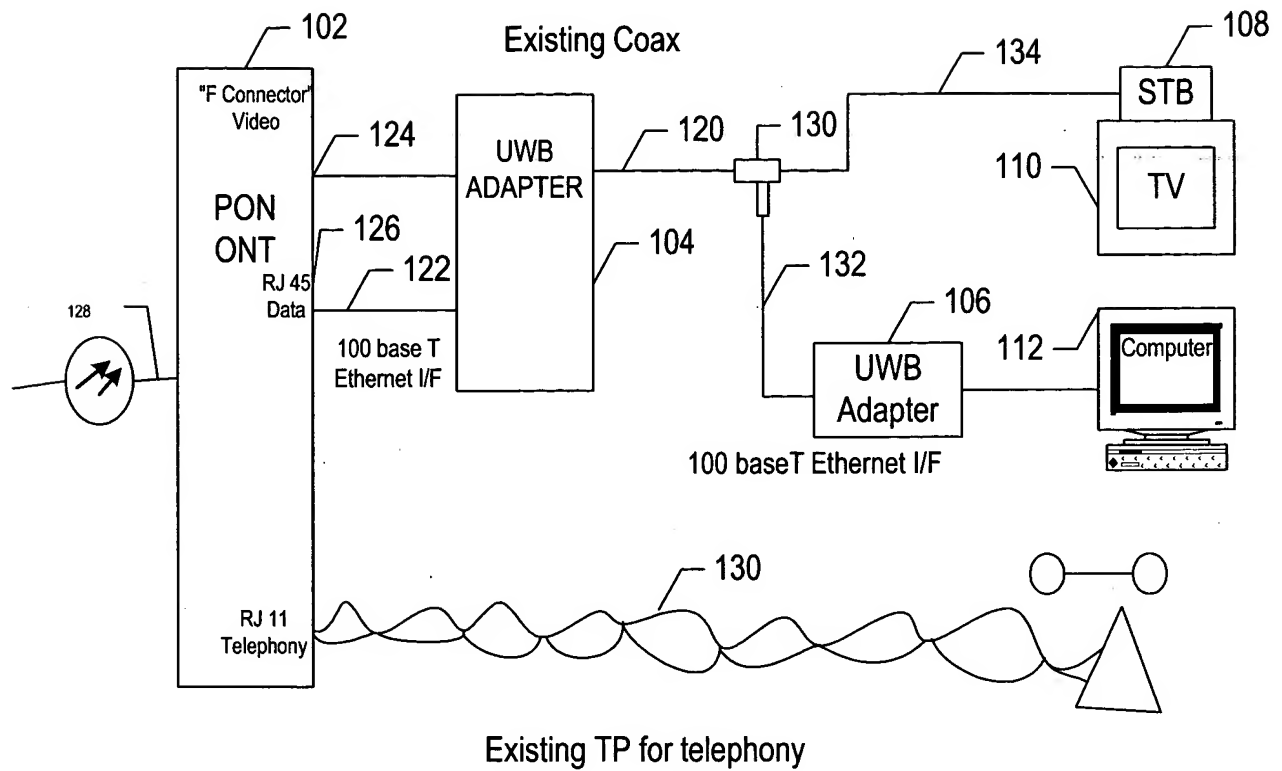 102
Existing Coax
108
134
"F Connector"
Video
124
UWB
ADAPTER
120
130
STB
110
TV
PON
ONT
126
104
RJ 45
Data
122
132
106
112
Computer
128
100 base T
Ethernet I/F
UWB
Adapter
100 baseT Ethernet I/F
130
RJ 11
Telephony
Existing TP for telephony